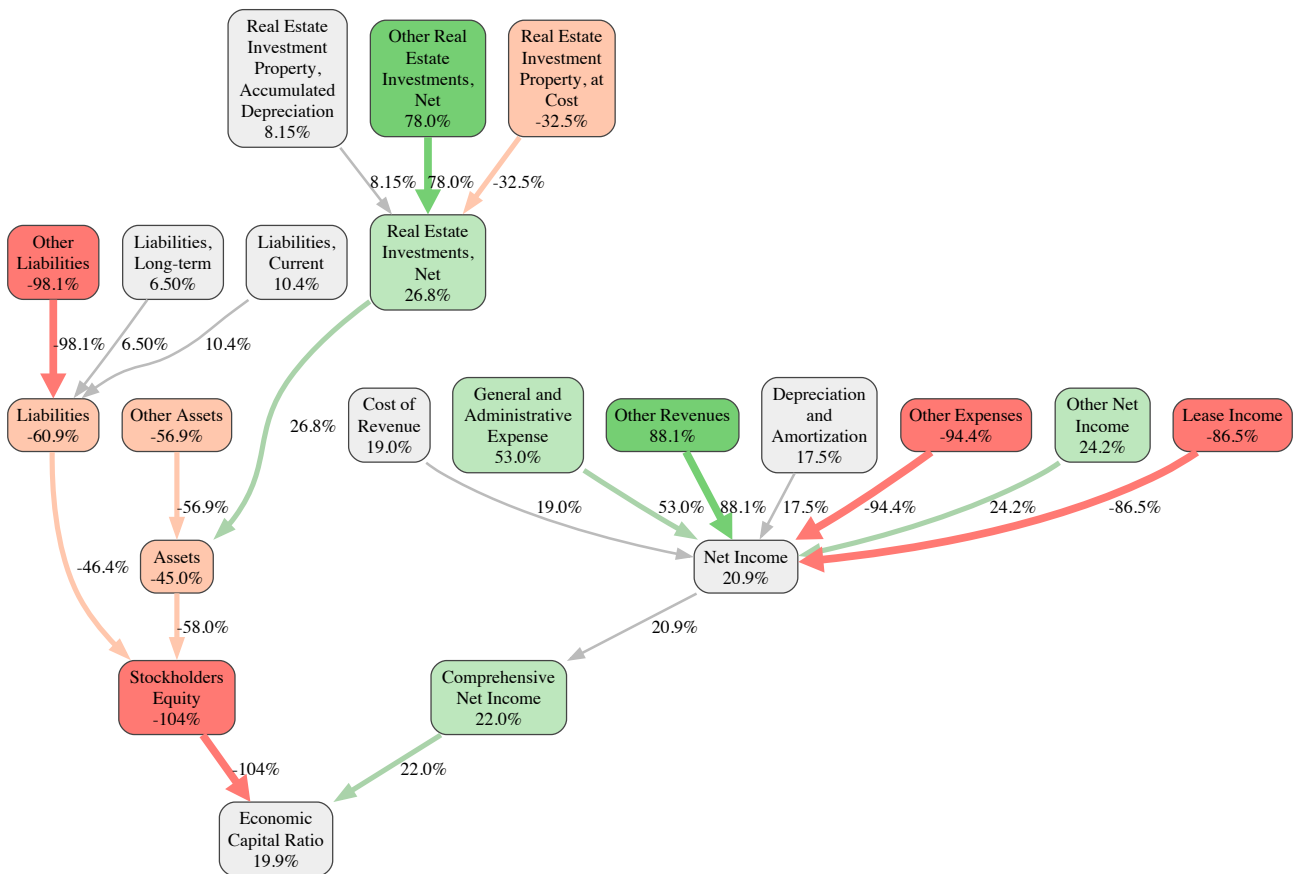 Real Estate
Investment
Property,
Accumulated
Depreciation
8.15%
Other Real
Estate
Investments,
Net
78.0%
Real Estate
Investment
Property, at
Cost
-32.5%
8.15%
78.0%
-32.5%
Other
Liabilities
-98.1%
Liabilities,
Long-term
6.50%
Liabilities,
Current
10.4%
Real Estate
Investments,
Net
26.8%
-98.1%
6.50%
10.4%
26.8%
Liabilities
-60.9%
Other Assets
-56.9%
Cost of
Revenue
19.0%
General and
Administrative
Expense
53.0%
Other Revenues
88.1%
Depreciation
and
Amortization
17.5%
Other Expenses
-94.4%
Other Net
Income
24.2%
Lease Income
-86.5%
-56.9%
19.0%
53.0%
88.1%
17.5%
-94.4%
24.2%
-86.5%
-46.4%
Assets
-45.0%
Net Income
20.9%
-58.0%
20.9%
Stockholders
Equity
-104%
Comprehensive
Net Income
22.0%
-104%
22.0%
Economic
Capital Ratio
19.9%